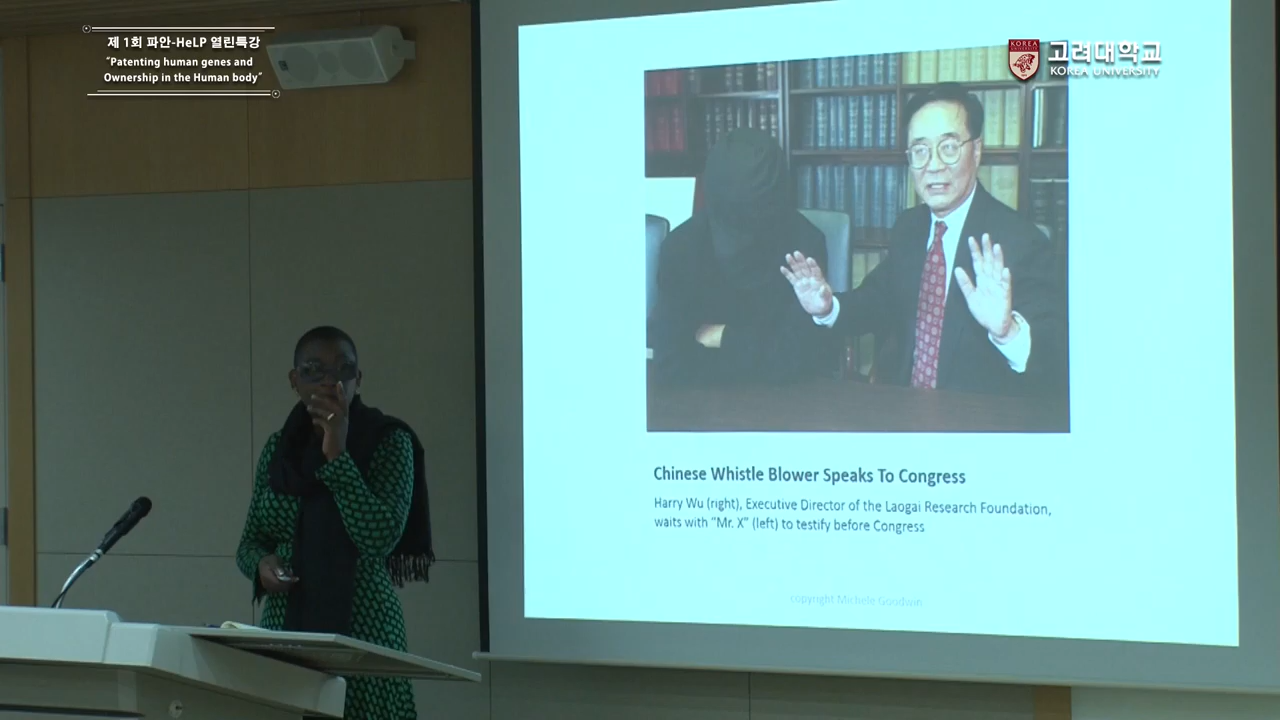 제 1회 파안-HeLP 열린특강
“Patenting human genes and
Ownership in the Human body”
KOREA
고려대학교
KOREA UNIVERSITY
Chinese Whistle Blower Speaks To Congress
Harry Wu (right), Executive Director of the Laogai Research Foundation,
waits with “Mr. X” (left) to testify before Congress
copyright Michele Goodwin